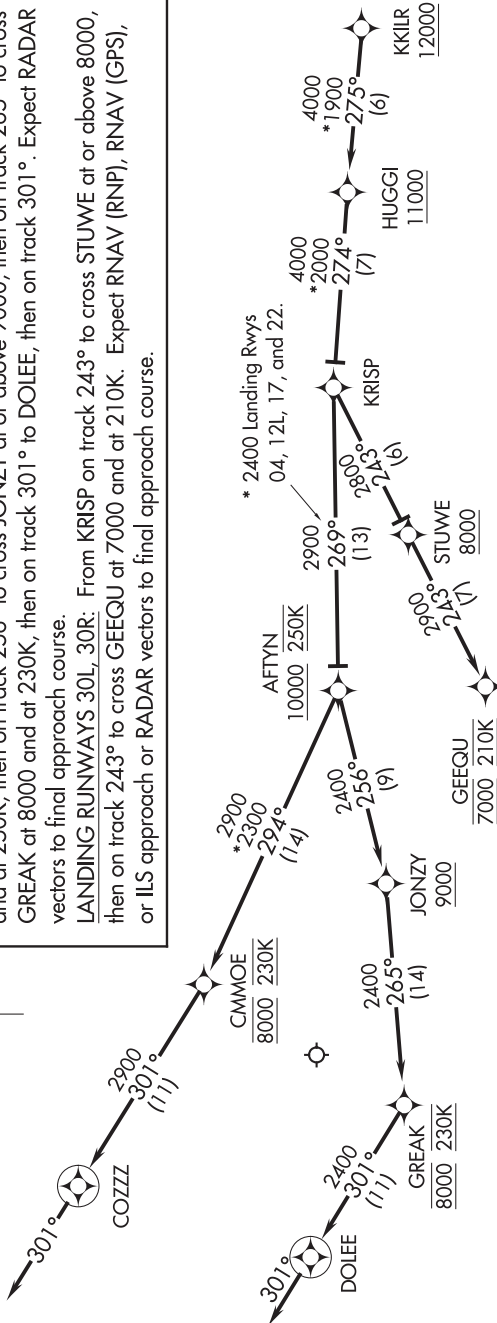 and at 250K, then on track 256° to cross JONZY at or above 9000, then on track 265° to cross
GREAK at 8000 and at 230K, then on track 301° to DOLEE, then on track 301°. Expect RADAR
vectors to final approach course.
LANDING RUNWAYS 30L, 30R: From KRISP on track 243° to cross STUWE at or above 8000,
then on track 243° to cross GEEQU at 7000 and at 210K. Expect RNAV (RNP), RNAV (GPS),
or ILS approach or RADAR vectors to final approach course.
KKILR
12000
4000
*1900
275°
(6)
HUGGI
11000
4000
*2000
274°
(7)
KRISP
* 2400 Landing Rwys
04, 12L, 17, and 22.
2900
269°
(13)
2800
243°
(6)
STUWE
8000
2900
243°
(7)
GEEQU
7000 210K
AFTYN
10000 250K
2400
256°
(9)
JONZY
9000
2400
265°
(14)
GREAK
8000 230K
2400
301°
(11)
DOLEE
301°
2900
*2300
294°
(14)
CMMOE
8000 230K
2900
301°
(11)
COZZZ
301°